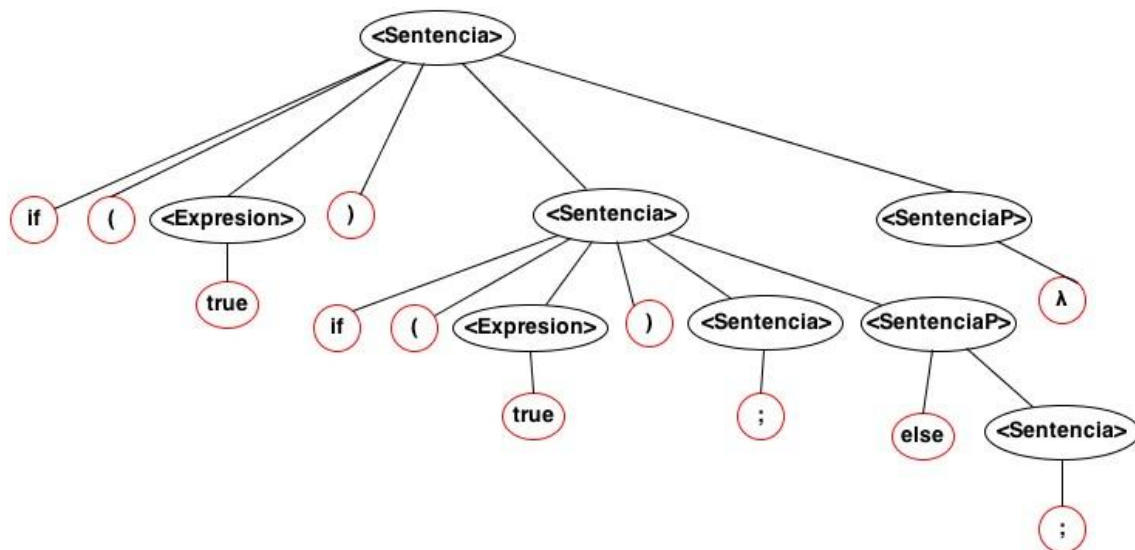 <Sentencia>
if ( <Expresion> ) <Sentencia> <SentenciaP>
true λ
if ( <Expresion> ) <Sentencia> <SentenciaP>
true ; else <Sentencia>
;